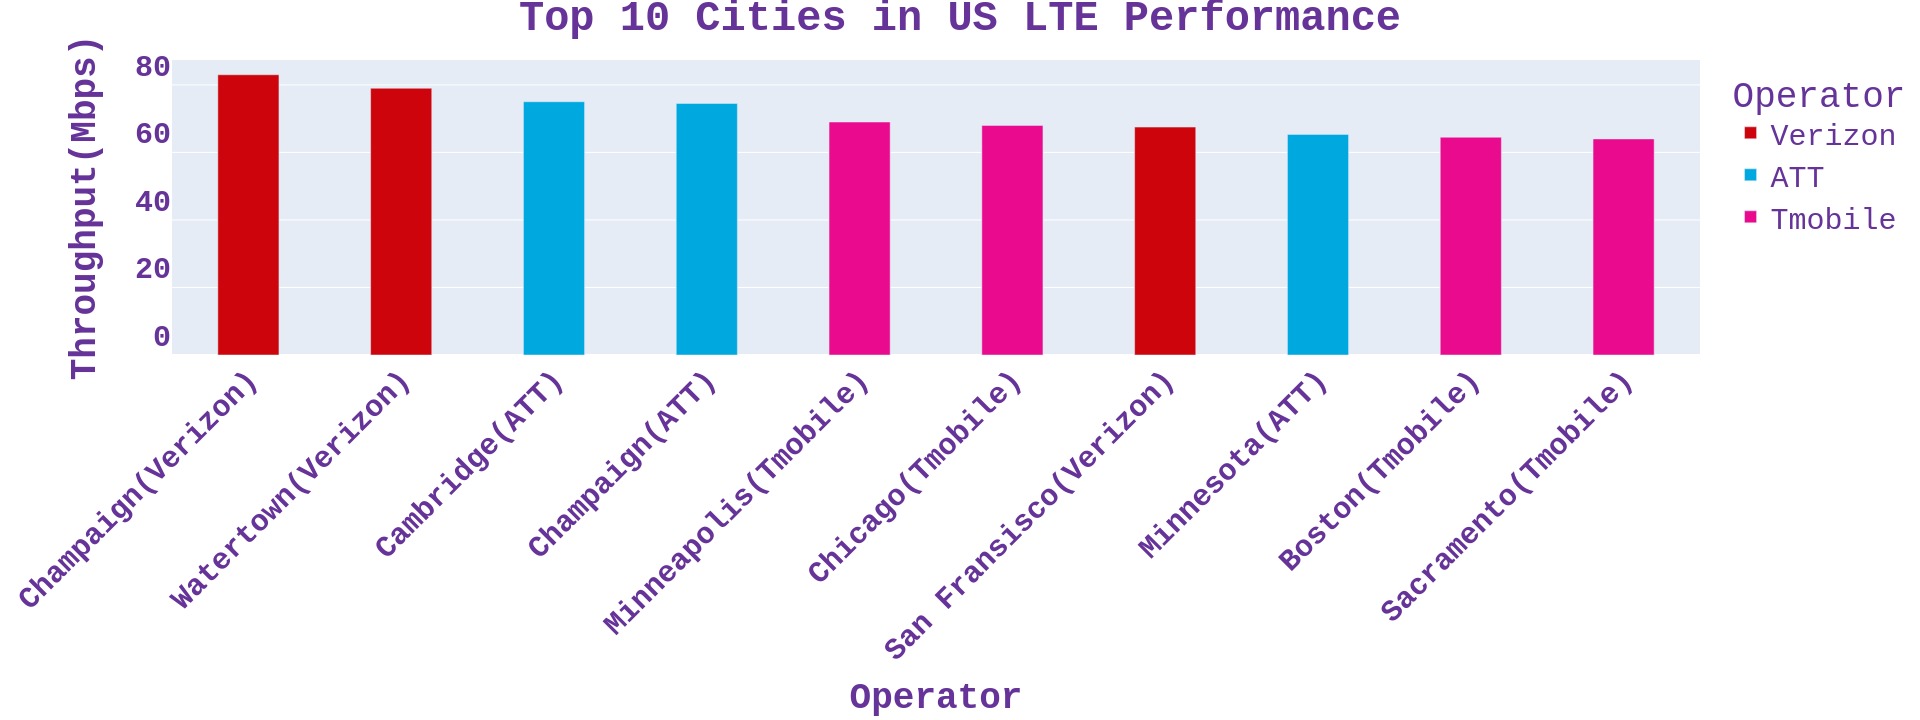 Top 10 Cities in US LTE Performance
Throughput(Mbps)
80
60
40
20
0
Champaign(Verizon)
Watertown(Verizon)
Cambridge(ATT)
Champaign(ATT)
Minneapolis(Tmobile)
Chicago(Tmobile)
San Fransisco(Verizon)
Minnesota(ATT)
Boston(Tmobile)
Sacramento(Tmobile)
Operator
Operator
Verizon
ATT
Tmobile